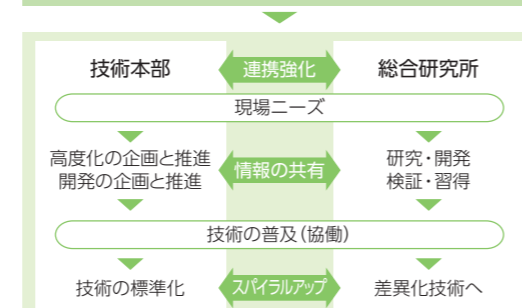 技術本部 連携強化 総合研究所
現場ニーズ
高度化の企画と推進
開発の企画と推進
情報の共有
研究・開発
検証・習得
技術の普及（協働）
技術の標準化 スパイラルアップ 差異化技術へ